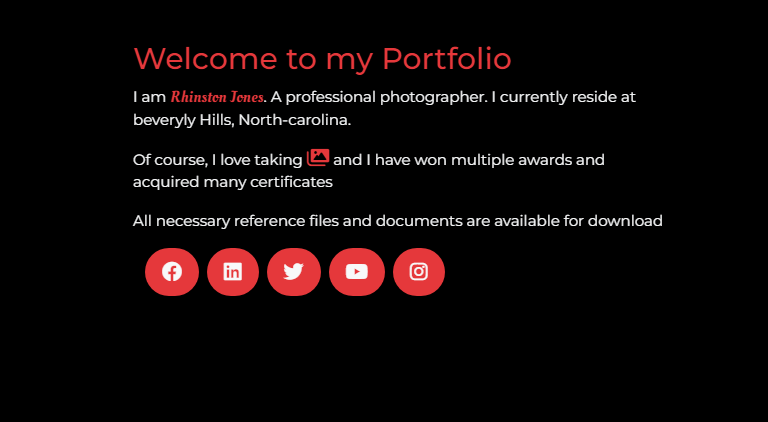 Welcome to my Portfolio
I am Rhinston Jones. A professional photographer. I currently reside at
beveryly Hills, North-carolina.
Of course, I love taking and I have won multiple awards and
acquired many certificates
All necessary reference files and documents are available for download